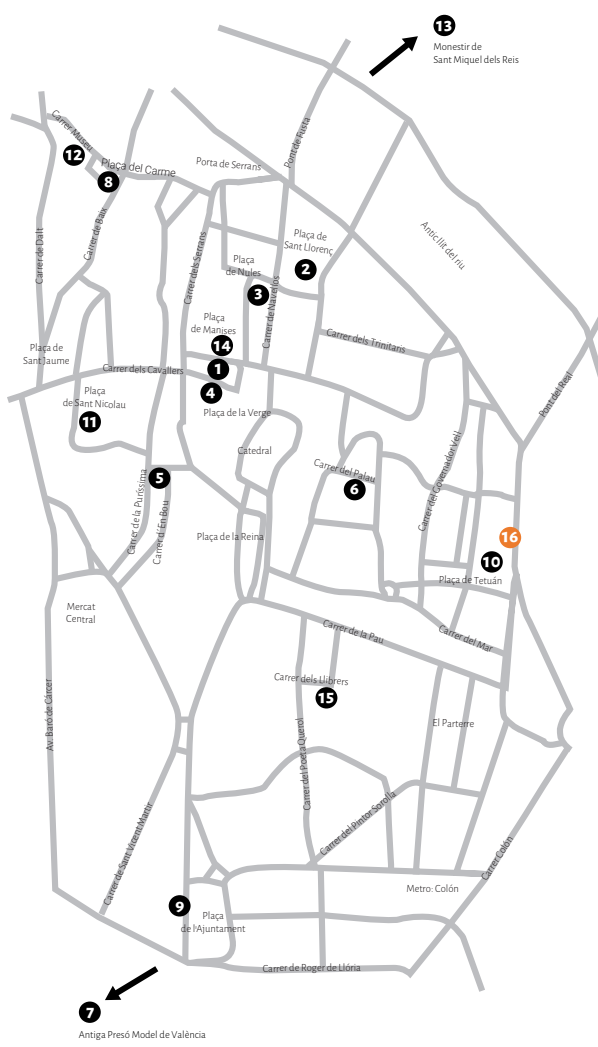 13
Monestir de
Sant Miquel dels Reis
Carrer Museu
12
Plaça del Carme
8
Porta de Serrans
Pont de Fusta
Carrer de Dalt
Carrer de Baix
Carrer dels Serrans
Plaça de
Sant Llorenç
2
Antic llit del riu
Plaça
de Nules
3
Carrer de Navellos
Plaça
de Manises
14
Carrer dels Trinitaris
Plaça de
Sant Jaume
Carrer dels Cavallers
1
4
Plaça
de Sant Nicolau
11
Plaça de la Verge
Pont del Real
Catedral
Carrer del Palau
6
Carrer del Governador Vell
5
Carrer de la Puríssima
Carrer d´En Bou
Plaça de la Reina
16
10
Plaça de Tetuán
Mercat
Central
Carrer de la Pau
Carrer del Mar
Carrer dels Llibrers
15
Av. Baró de Cárcer
El Parterre
Carrer del Poeta Querol
Carrer del Pintor Sorolla
Carrer de Sant Vicent Martir
Carrer Colón
Metro: Colón
9
Plaça
de l'Ajuntament
Carrer de Roger de Llória
7
Antiga Presó Model de València